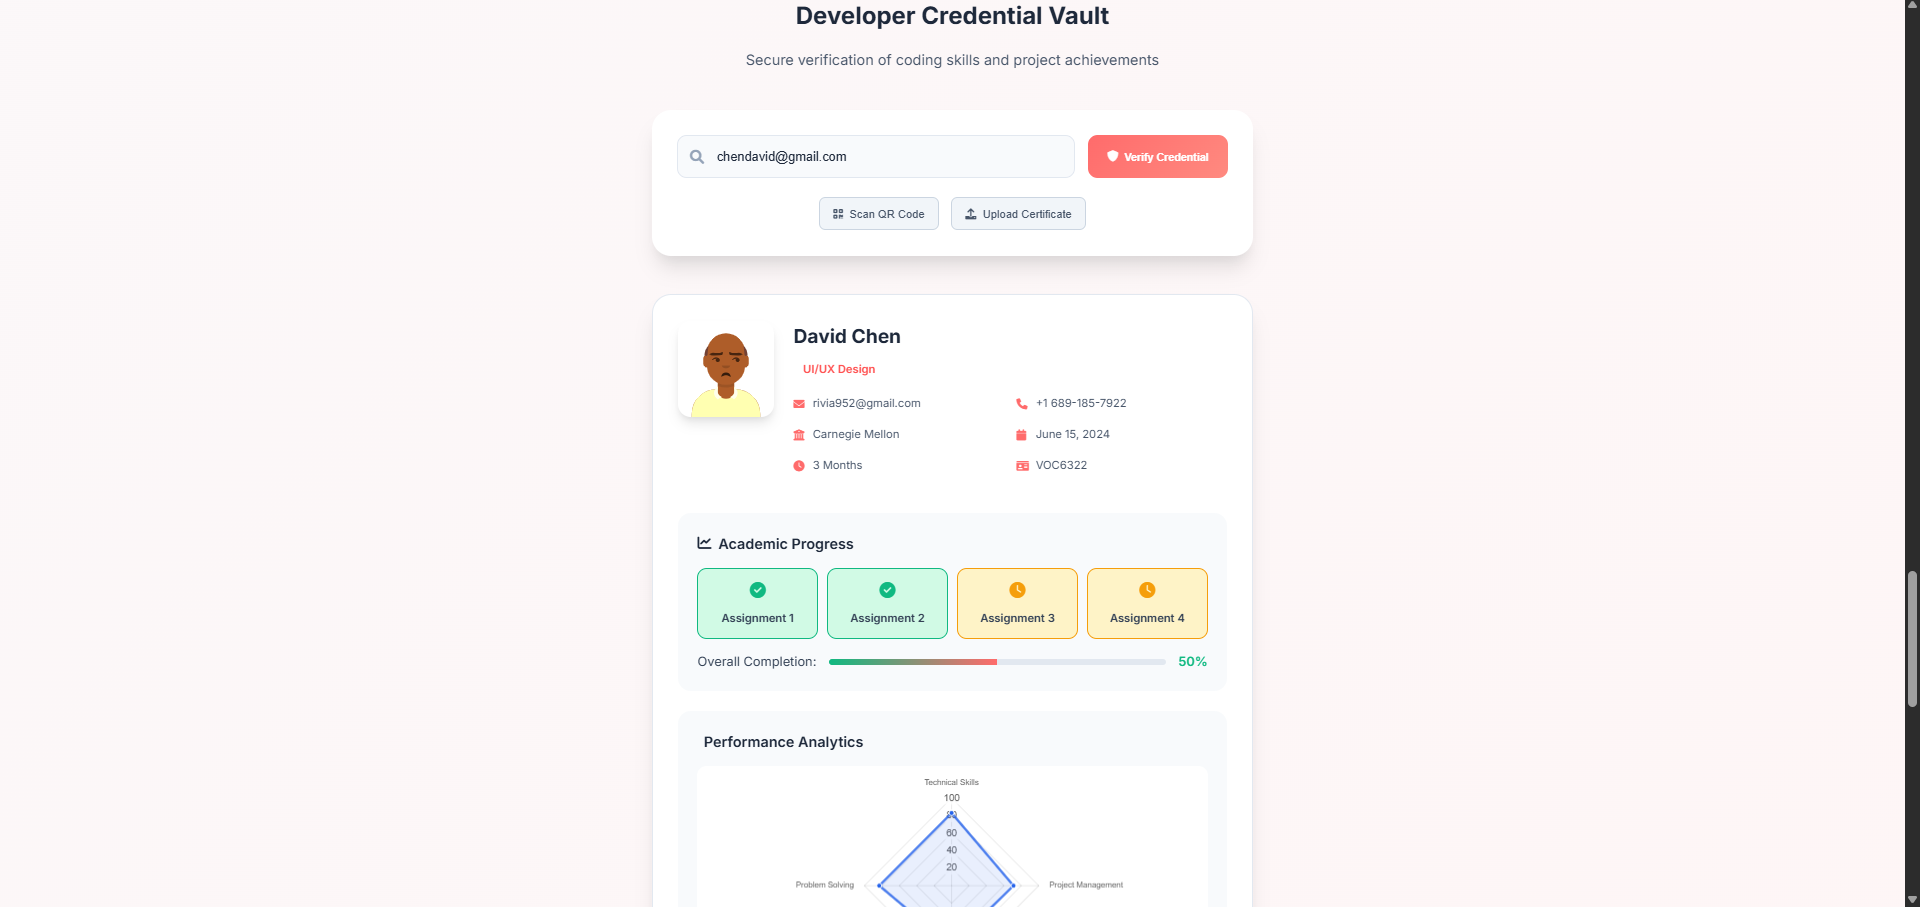 Developer Credential Vault
Secure verification of coding skills and project achievements
chendavid@gmail.com
Verify Credential
Scan QR Code
Upload Certificate
David Chen
UI/UX Design
rivia952@gmail.com
+1 689-185-7922
Carnegie Mellon
June 15, 2024
3 Months
VOC6322
Academic Progress
Assignment 1
Assignment 2
Assignment 3
Assignment 4
Overall Completion:
50%
Performance Analytics
Technical Skills
100
60
40
20
Problem Solving
Project Management